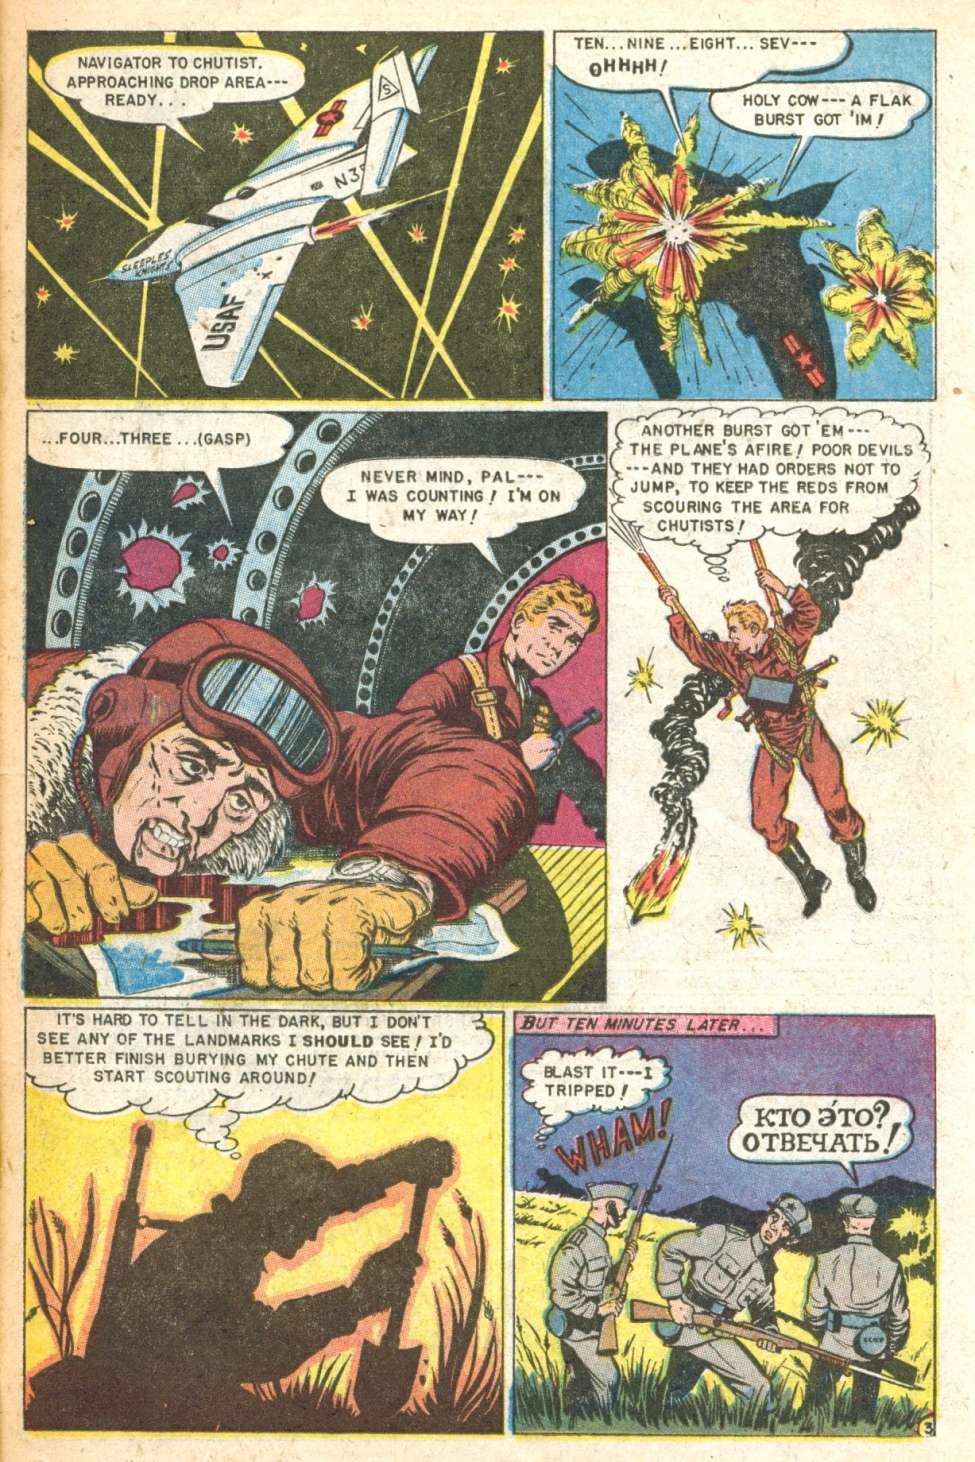 NAVIGATOR TO CHUTIST.
APPROACHING DROP AREA---
READY...
S
SLEEPLES
USAF
TEN...NINE...EIGHT...SEV---
OHHHH!
HOLY COW---A FLAK
BURST GOT 'IM!
...FOUR...THREE...(GASP)
NEVER MIND, PAL---
I WAS COUNTING! I'M ON
MY WAY!
ANOTHER BURST GOT 'EM---
THE PLANE'S AFIRE! POOR DEVILS
---AND THEY HAD ORDERS NOT TO
JUMP, TO KEEP THE REDS FROM
SCOURING THE AREA FOR
CHUTISTS!
IT'S HARD TO TELL IN THE DARK, BUT I DON'T
SEE ANY OF THE LANDMARKS I SHOULD SEE! I'D
BETTER FINISH BURYING MY CHUTE AND THEN
START SCOUTING AROUND!
BUT TEN MINUTES LATER...
BLAST IT---I
TRIPPED!
WHAM!
КТО Э́ТО?
ОТВЕЧАТЬ!
3